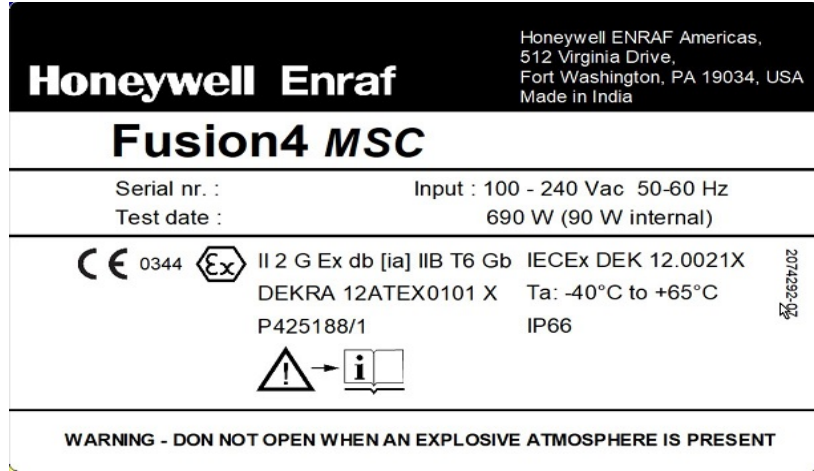 Honeywell Enraf
Honeywell ENRAF Americas,
512 Virginia Drive,
Fort Washington, PA 19034, USA
Made in India
Fusion4 MSC
Serial nr. :
Test date :
Input : 100 - 240 Vac 50-60 Hz
690 W (90 W internal)
CE 0344 Ex II 2 G Ex db [ia] IIB T6 Gb
DEKRA 12ATEX0101 X
P425188/1
IECEx DEK 12.0021X
Ta: -40°C to +65°C
IP66
2074292-07
i
WARNING - DON NOT OPEN WHEN AN EXPLOSIVE ATMOSPHERE IS PRESENT